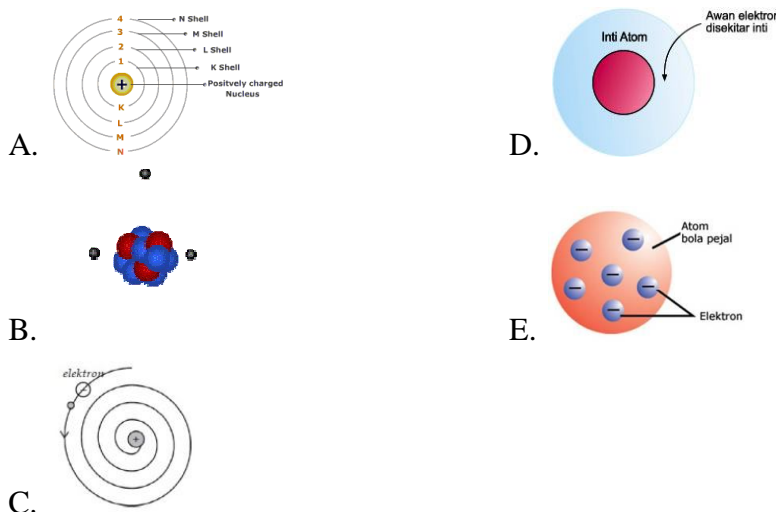 4
N Shell
3
M Shell
2
L Shell
1
K Shell
+
Positvely charged
Nucleus
K
L
M
N
A.
B.
elektron
+
C.
Awan elektron
disekitar inti
Inti Atom
D.
Atom
bola pejal
Elektron
E.